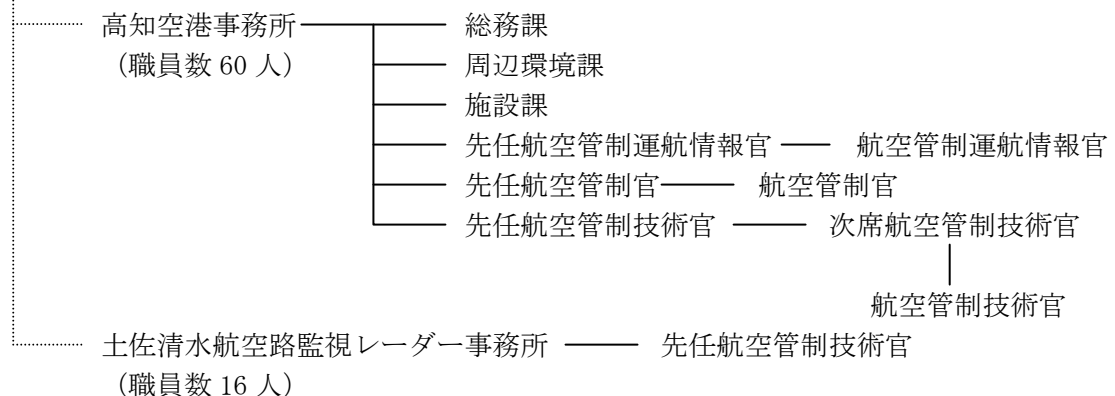 高知空港事務所 総務課
（職員数 60 人） 周辺環境課
施設課
先任航空管制運航情報官 航空管制運航情報官
先任航空管制官 航空管制官
先任航空管制技術官 次席航空管制技術官
航空管制技術官
土佐清水航空路監視レーダー事務所 先任航空管制技術官
（職員数 16 人）